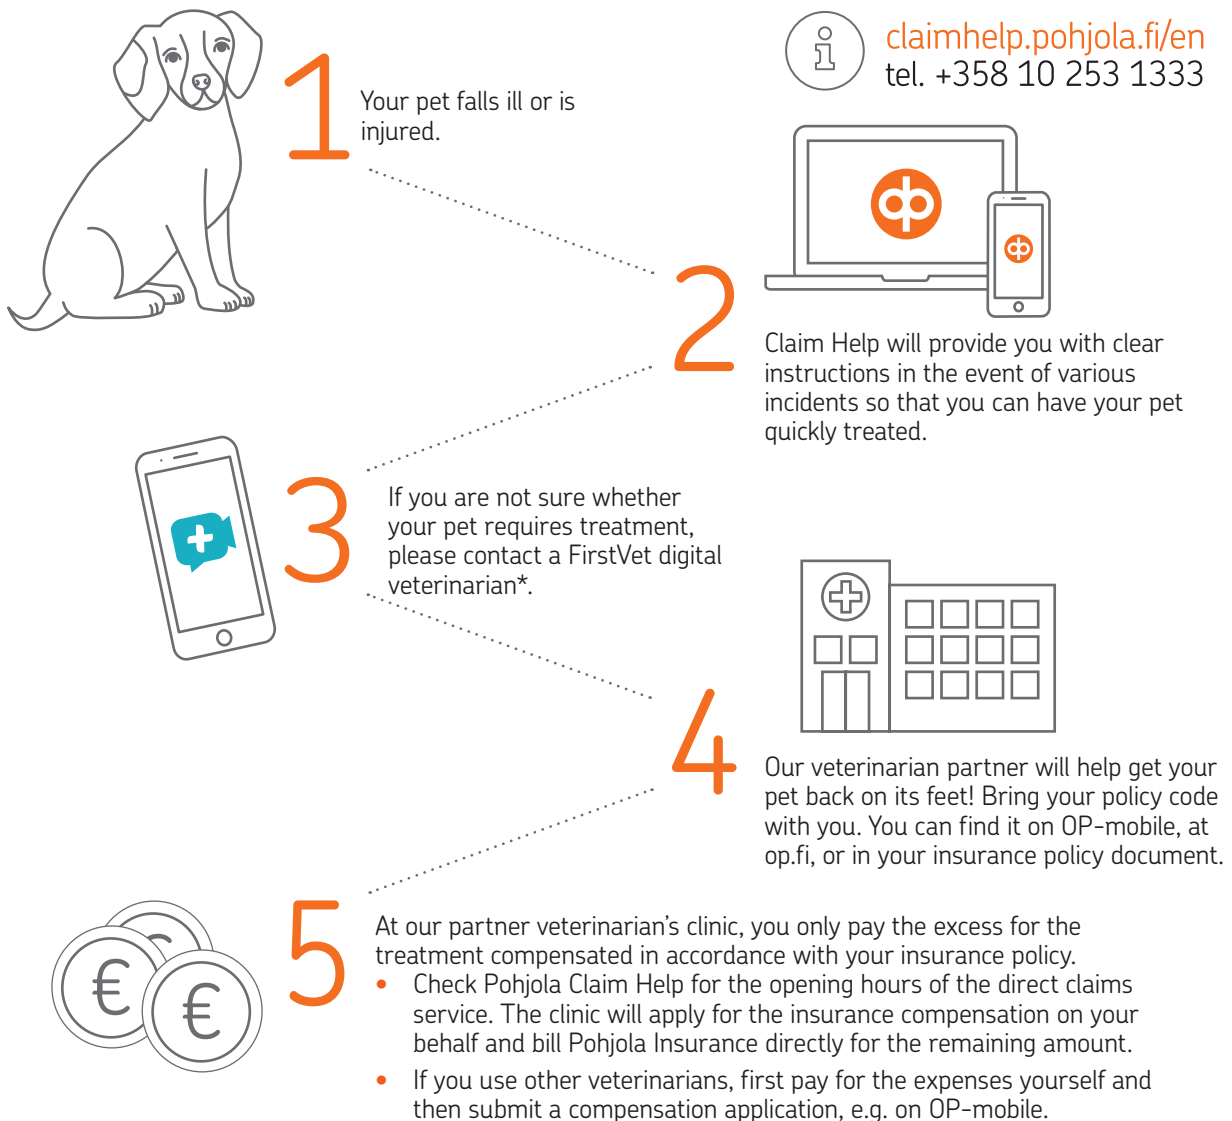 claimhelp.pohjola.fi/en
tel. +358 10 253 1333
1
Your pet falls ill or is
injured.
2
Claim Help will provide you with clear
instructions in the event of various
incidents so that you can have your pet
quickly treated.
3
If you are not sure whether
your pet requires treatment,
please contact a FirstVet digital
veterinarian*.
4
Our veterinarian partner will help get your
pet back on its feet! Bring your policy code
with you. You can find it on OP-mobile, at
op.fi, or in your insurance policy document.
5
At our partner veterinarian's clinic, you only pay the excess for the
treatment compensated in accordance with your insurance policy.
• Check Pohjola Claim Help for the opening hours of the direct claims
service. The clinic will apply for the insurance compensation on your
behalf and bill Pohjola Insurance directly for the remaining amount.
• If you use other veterinarians, first pay for the expenses yourself and
then submit a compensation application, e.g. on OP-mobile.
€
€